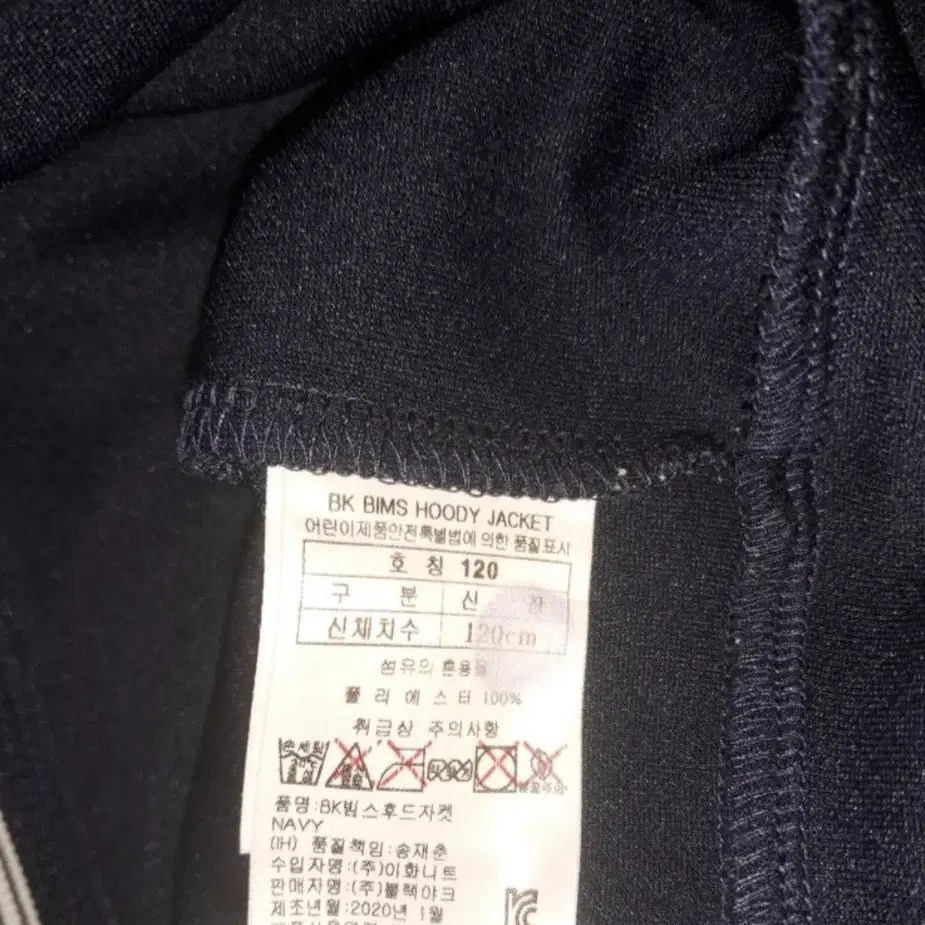 BK BIMS HOODY JACKET
어린이제품안전특별법에 의한 품질표시
호 칭 120
구 분 신 장
신체치수 120cm
섬유의 혼용율
폴 리 에 스 터 100%
취급상 주의사항
손세탁
품명:BK빔스후드자켓
NAVY
(IH) 품질책임:송재춘
수입자명:(주)이화니트
판매자명:(주)블랙야크
제조년월:2020년 1월